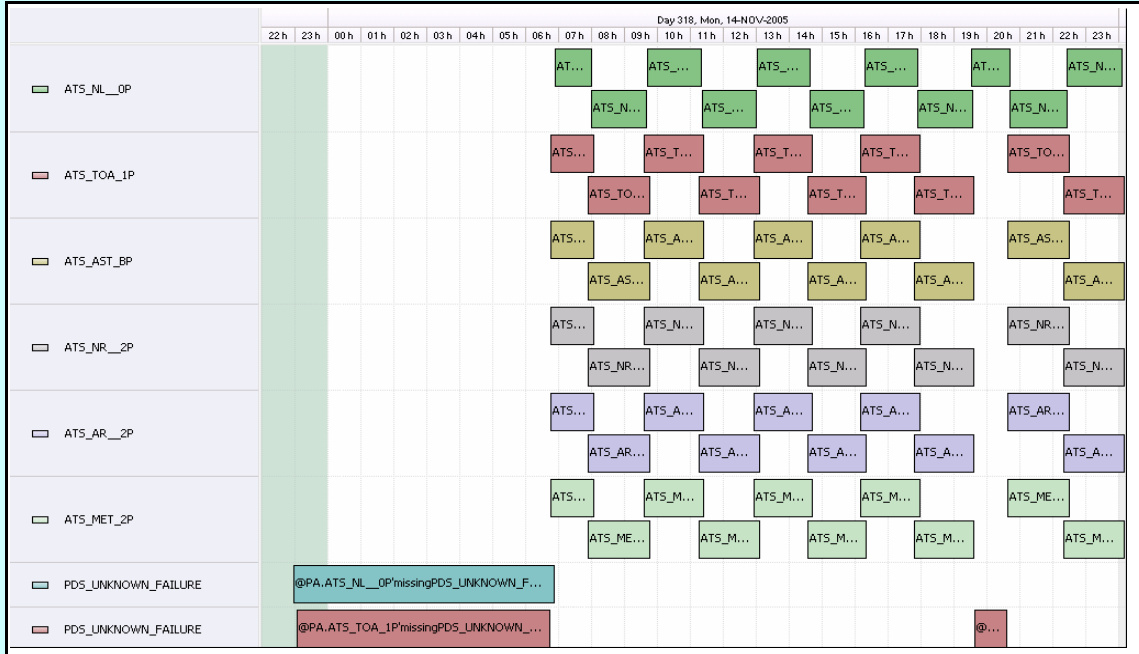 Day 318, Mon, 14-NOV-2005
22 h 23 h 00 h 01 h 02 h 03 h 04 h 05 h 06 h 07 h 08 h 09 h 10 h 11 h 12 h 13 h 14 h 15 h 16 h 17 h 18 h 19 h 20 h 21 h 22 h 23 h
AT... ATS_... ATS_... ATS_... AT... ATS_N...
ATS_NL__0P
ATS_N... ATS_... ATS_... ATS_N... ATS_N...
ATS... ATS_T... ATS_T... ATS_T... ATS_TO...
ATS_TOA_1P
ATS_TO... ATS_T... ATS_T... ATS_T... ATS_T...
ATS... ATS_A... ATS_A... ATS_A... ATS_AS...
ATS_AST_BP
ATS_AS... ATS_A... ATS_A... ATS_A... ATS_A...
ATS... ATS_N... ATS_N... ATS_N... ATS_NR...
ATS_NR__2P
ATS_NR... ATS_N... ATS_N... ATS_N... ATS_N...
ATS... ATS_A... ATS_A... ATS_A... ATS_AR...
ATS_AR__2P
ATS_AR... ATS_A... ATS_A... ATS_A... ATS_A...
ATS... ATS_M... ATS_M... ATS_M... ATS_ME...
ATS_MET_2P
ATS_ME... ATS_M... ATS_M... ATS_M... ATS_M...
PDS_UNKNOWN_FAILURE @PA.ATS_NL__0P'missingPDS_UNKNOWN_F...
PDS_UNKNOWN_FAILURE @PA.ATS_TOA_1P'missingPDS_UNKNOWN_... @...